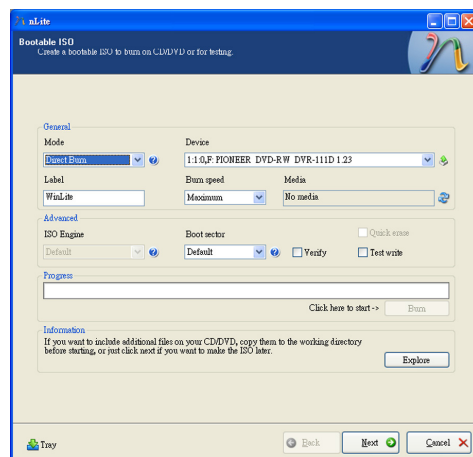 nLite
Bootable ISO
Create a bootable ISO to burn on CD/DVD or for testing.
General
Mode
Device
Direct Burn
1:1:0,F: PIONEER DVD-RW DVR-111D 1.23
Label
Burn speed
Media
WinLite
Maximum
No media
Advanced
ISO Engine
Boot sector
Quick erase
Default
Default
Verify
Test write
Progress
Click here to start ->
Burn
Information
If you want to include additional files on your CD/DVD, copy them to the working directory
before starting, or just click next if you want to make the ISO later.
Explore
Tray
Back
Next
Cancel